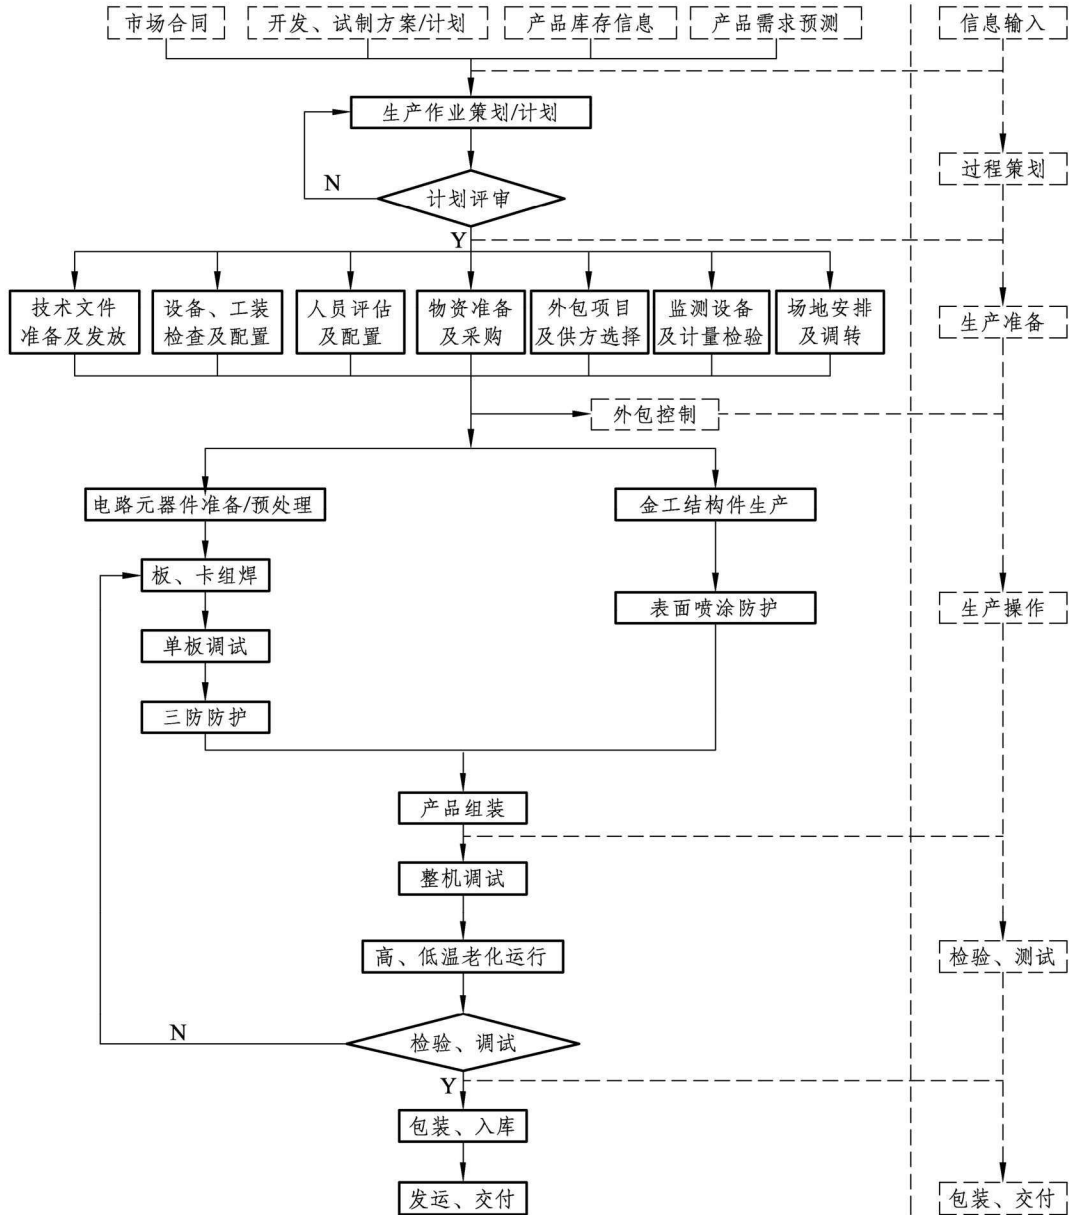 市场合同
开发、试制方案/计划
产品库存信息
产品需求预测
信息输入
生产作业策划/计划
过程策划
N
计划评审
Y
技术文件
准备及发放
设备、工装
检查及配置
人员评估
及配置
物资准备
及采购
外包项目
及供方选择
监测设备
及计量检验
场地安排
及调转
生产准备
外包控制
电路元器件准备/预处理
金工结构件生产
板、卡组焊
表面喷涂防护
生产操作
单板调试
三防防护
产品组装
整机调试
高、低温老化运行
检验、测试
N
检验、调试
Y
包装、入库
发运、交付
包装、交付